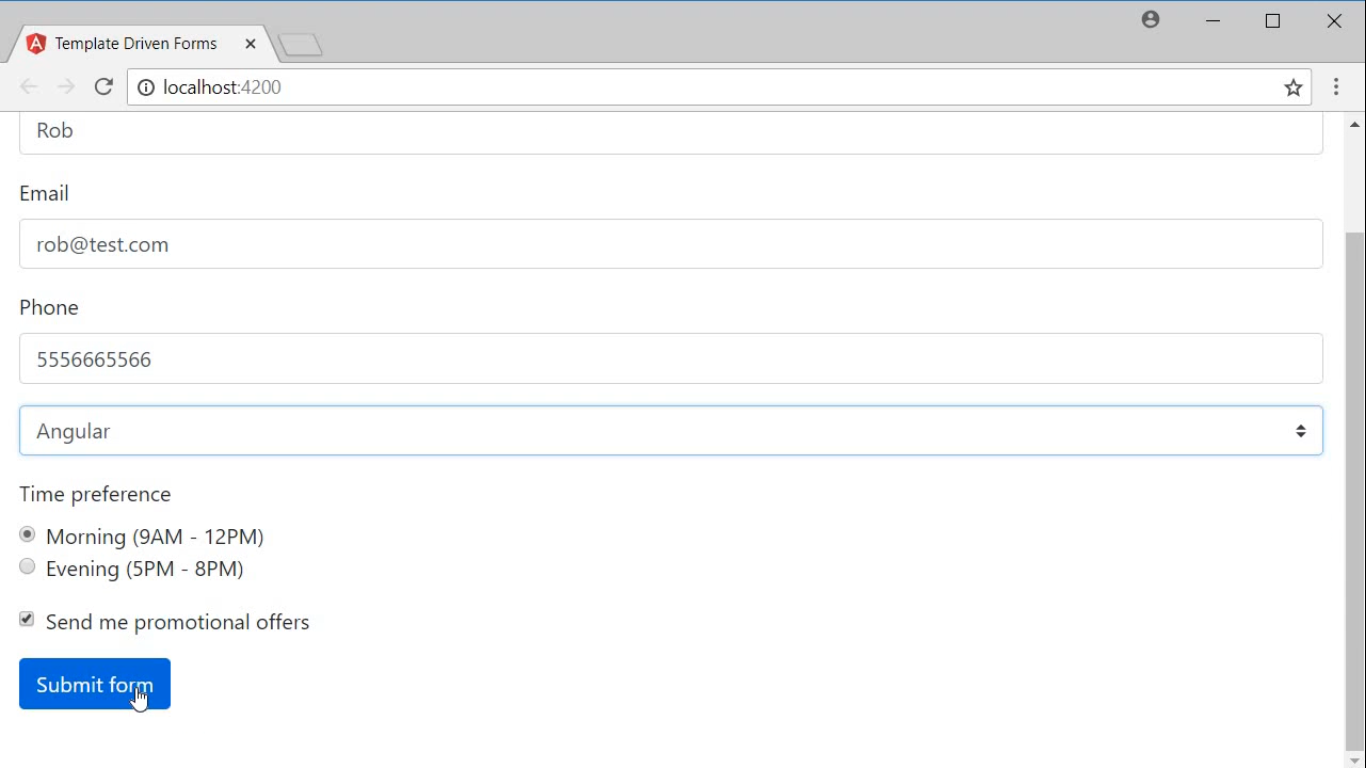 Template Driven Forms
localhost:4200
Rob
Email
rob@test.com
Phone
5556665566
Angular
Time preference
Morning (9AM - 12PM)
Evening (5PM - 8PM)
Send me promotional offers
Submit form